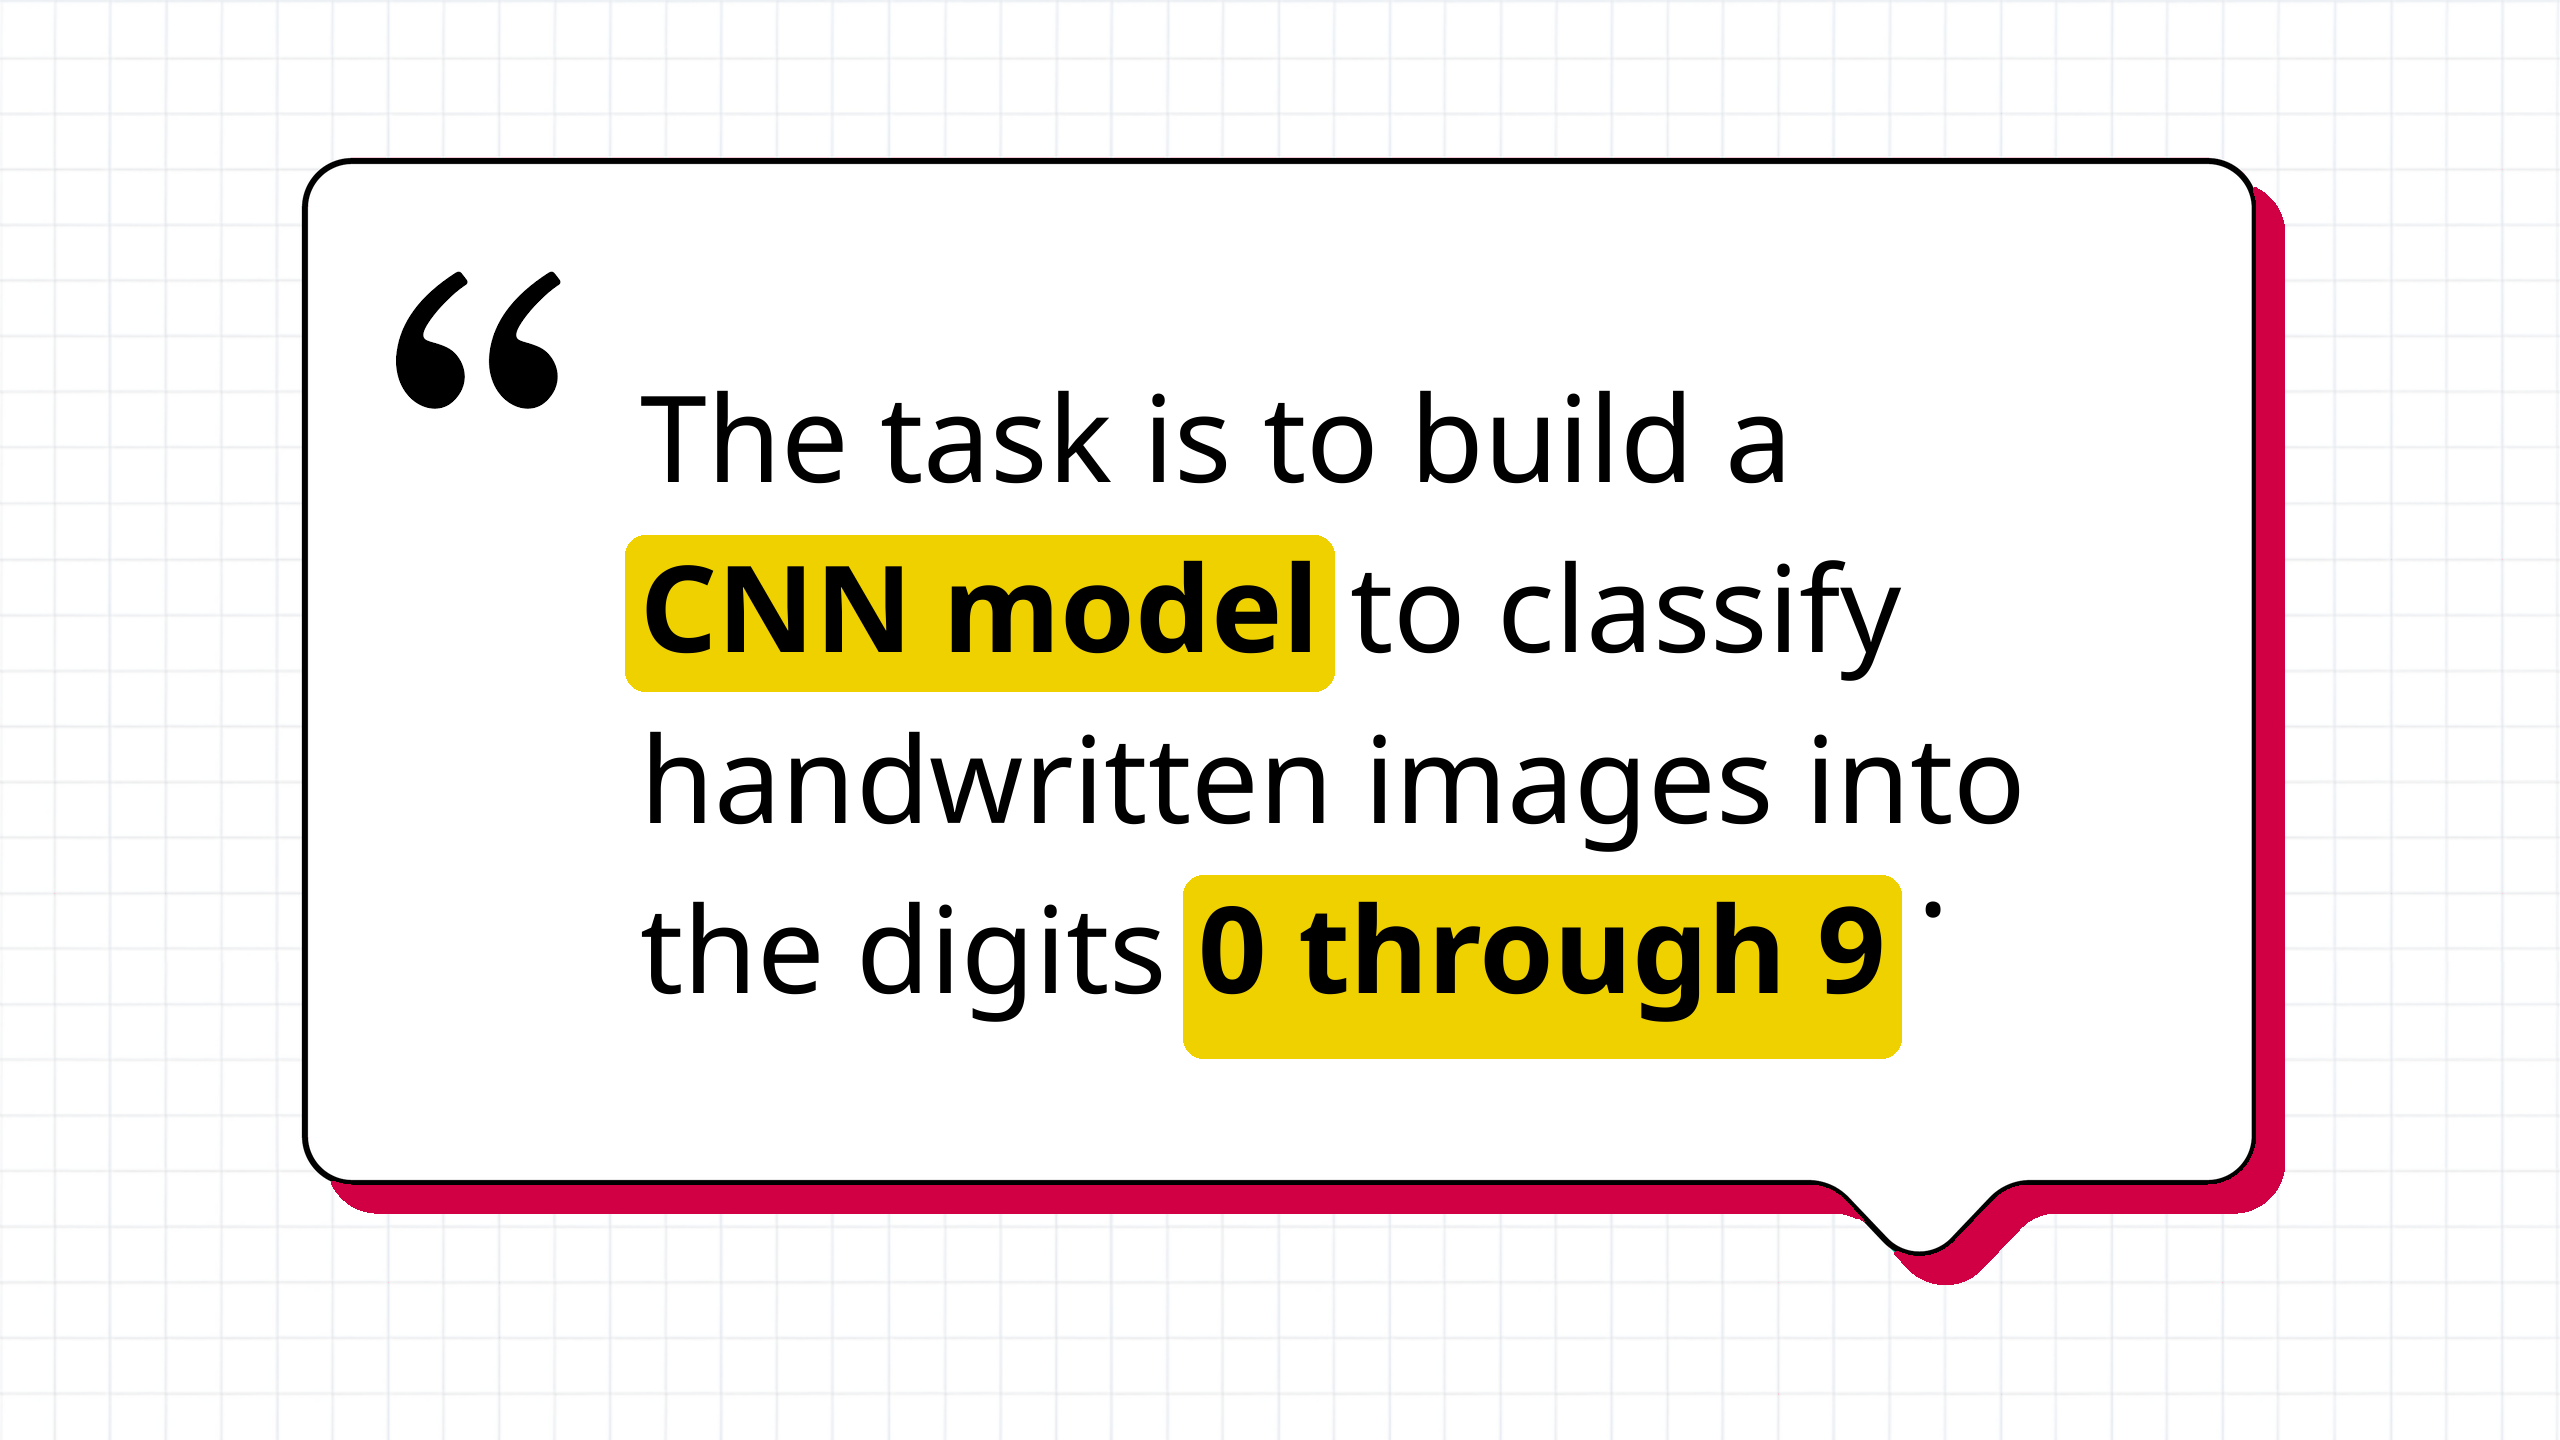 “
The task is to build a
CNN model to classify
handwritten images into
the digits 0 through 9 .